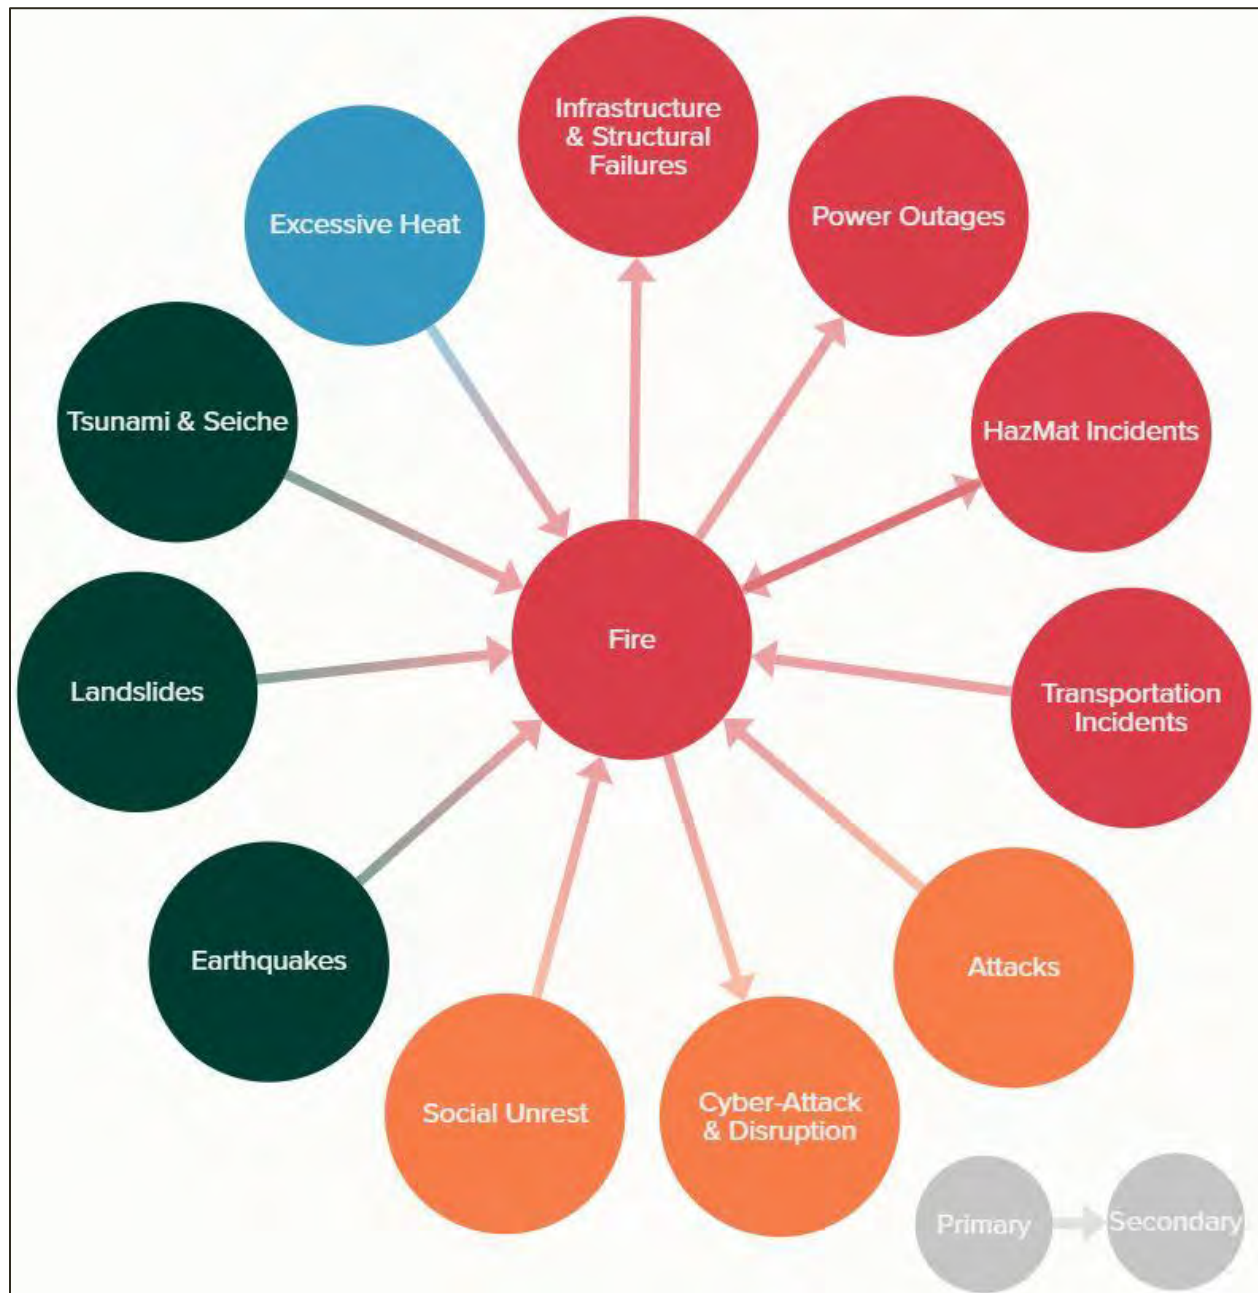 Infrastructure
& Structural
Failures
Power Outages
Excessive Heat
HazMat Incidents
Tsunami & Seiche
Fire
Landslides
Transportation
Incidents
Earthquakes
Attacks
Social Unrest
Cyber-Attack
& Disruption
Primary
Secondary